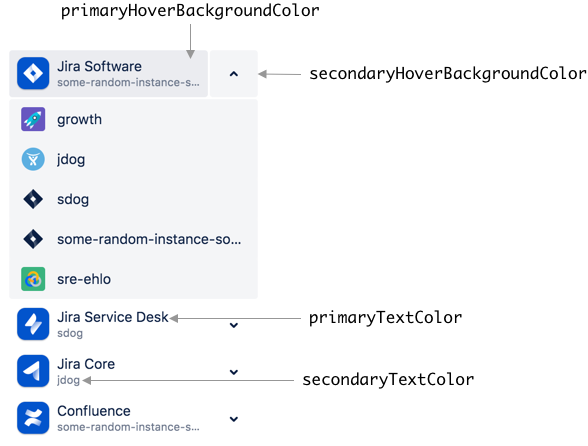 primaryHoverBackgroundColor
Jira Software
some-random-instance-s...
secondaryHoverBackgroundColor
growth
jdog
sdog
some-random-instance-so...
sre-ehlo
Jira Service Desk
sdog
primaryTextColor
Jira Core
jdog
secondaryTextColor
Confluence
some-random-instance-s...